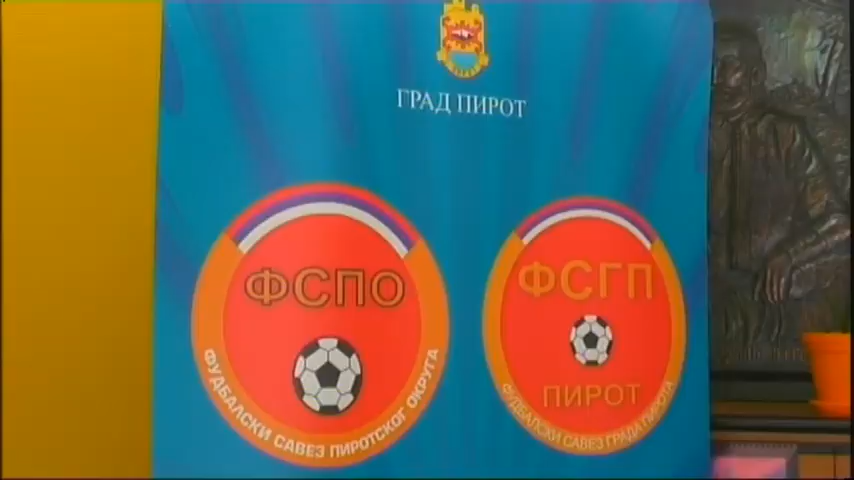 ГРАД ПИРОТ
ФСПО
ФУДБАЛСКИ САВЕЗ ПИРОТСКОГ ОКРУГА
ФСГП
ПИРОТ
ФУДБАЛСКИ САВЕЗ ГРАДА ПИРОТА